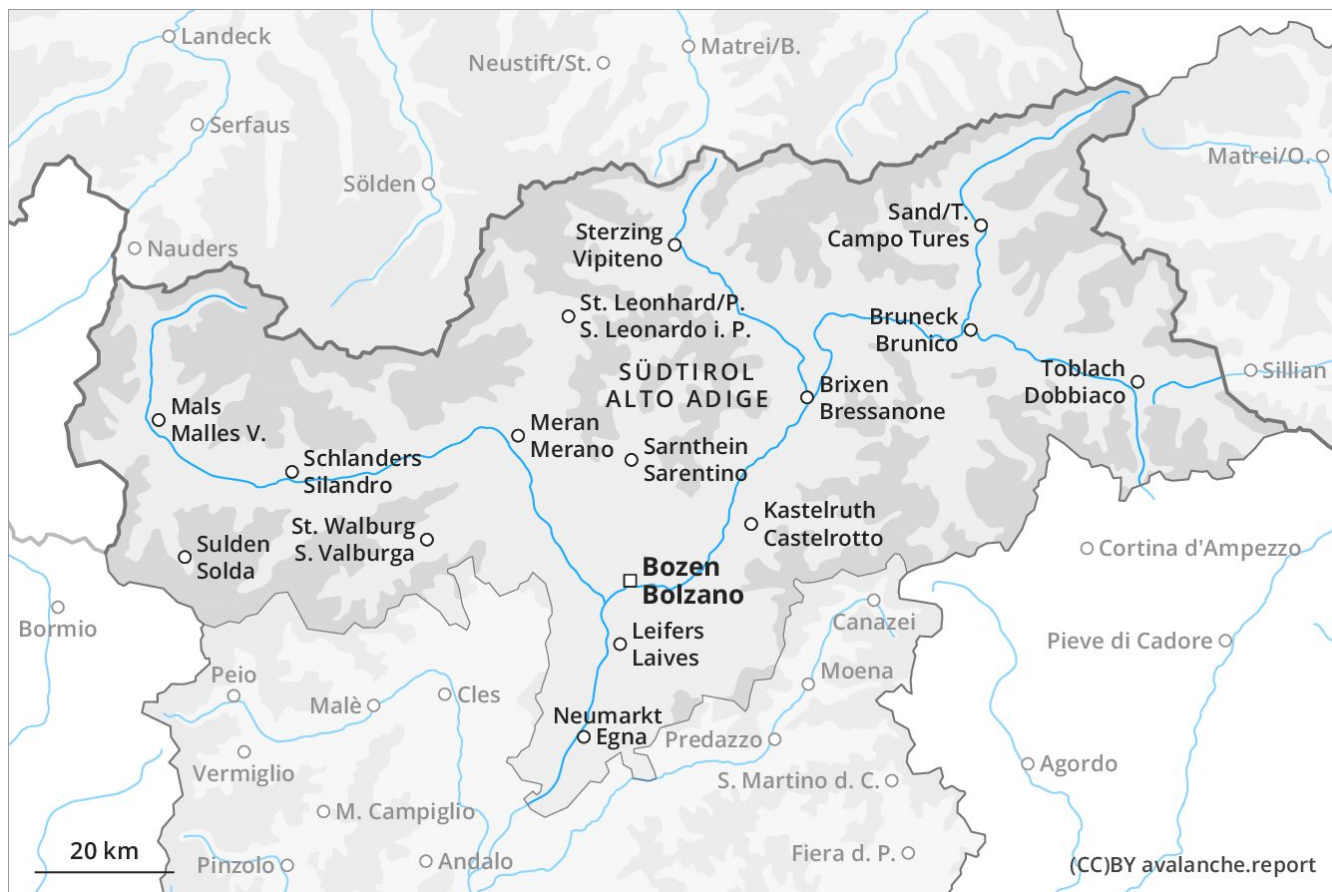 Landeck
Neustift/St.
Matrei/B.
Serfaus
Matrei/O.
Sölden
Sand/T.
Campo Tures
Sterzing
Vipiteno
Nauders
St. Leonhard/P.
S. Leonardo i. P.
Bruneck
Brunico
SÜDTIROL
ALTO ADIGE
Toblach
Dobbiaco
Sillian
Brixen
Bressanone
Mals
Malles V.
Meran
Merano
Sarnthein
Sarentino
Schlanders
Silandro
Kastelruth
Castelrotto
St. Walburg
S. Valburga
Sulden
Solda
Cortina d'Ampezzo
Bozen
Bolzano
Bormio
Canazei
Leifers
Laives
Pieve di Cadore
Peio
Moena
Malè
Cles
Neumarkt
Egna
Predazzo
Vermiglio
Agordo
S. Martino d. C.
M. Campiglio
20 km
Pinzolo
Andalo
Fiera d. P.
(CC)BY avalanche.report